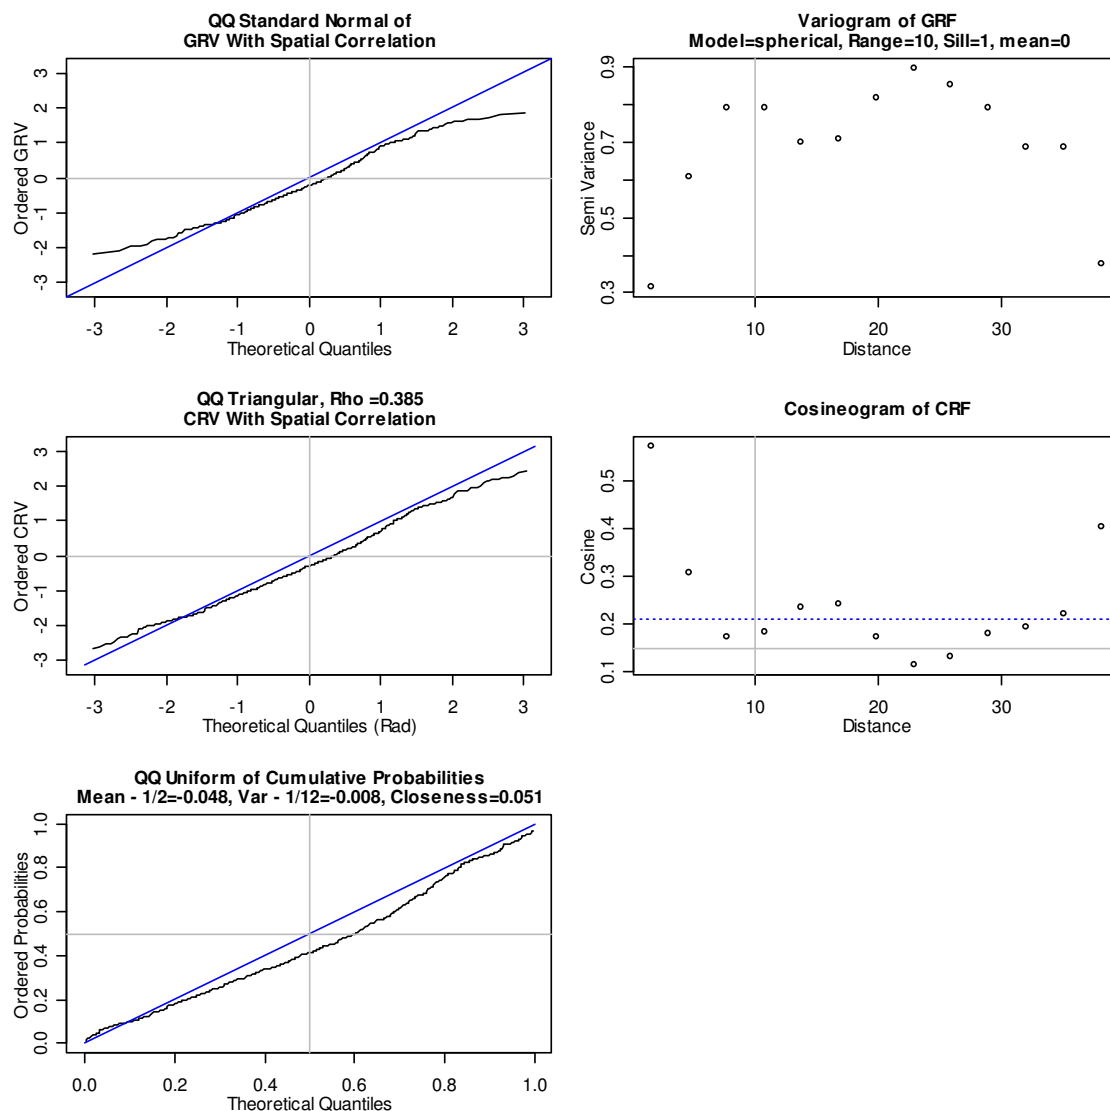 QQ Standard Normal of
GRV With Spatial Correlation
Ordered GRV
3
2
1
0
-1
-2
-3
-3 -2 -1 0 1 2 3
Theoretical Quantiles
Variogram of GRF
Model=spherical, Range=10, Sill=1, mean=0
Semi Variance
0.9
0.7
0.5
0.3
10 20 30
Distance
QQ Triangular, Rho =0.385
CRV With Spatial Correlation
Ordered CRV
3
2
1
0
-1
-2
-3
-3 -2 -1 0 1 2 3
Theoretical Quantiles (Rad)
Cosineogram of CRF
Cosine
0.5
0.4
0.3
0.2
0.1
10 20 30
Distance
QQ Uniform of Cumulative Probabilities
Mean - 1/2=-0.048, Var - 1/12=-0.008, Closeness=0.051
Ordered Probabilities
1.0
0.8
0.6
0.4
0.2
0.0
0.0 0.2 0.4 0.6 0.8 1.0
Theoretical Quantiles